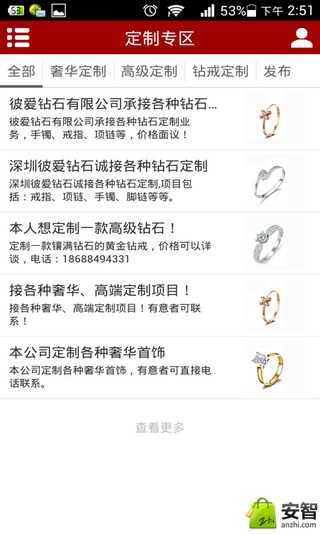 53
53% 下午 2:51
定制专区
全部 奢华定制 高级定制 钻戒定制 发布
彼爱钻石有限公司承接各种钻石...
彼爱钻石有限公司承接各种钻石定制业
务，手镯、戒指、项链等，价格面议！
深圳彼爱钻石诚接各种钻石定制
深圳彼爱钻石诚接各种钻石定制,项目包
括：戒指、项链、手镯、脚链等等。
本人想定制一款高级钻石！
定制一款镶满钻石的黄金钻戒，价格可以详
谈，电话：18688494331
接各种奢华、高端定制项目！
接各种奢华、高端定制项目！有意者可联
系！
本公司定制各种奢华首饰
本公司定制各种奢华首饰，有意者可直接电
话联系。
查看更多
安智
anzhi.com